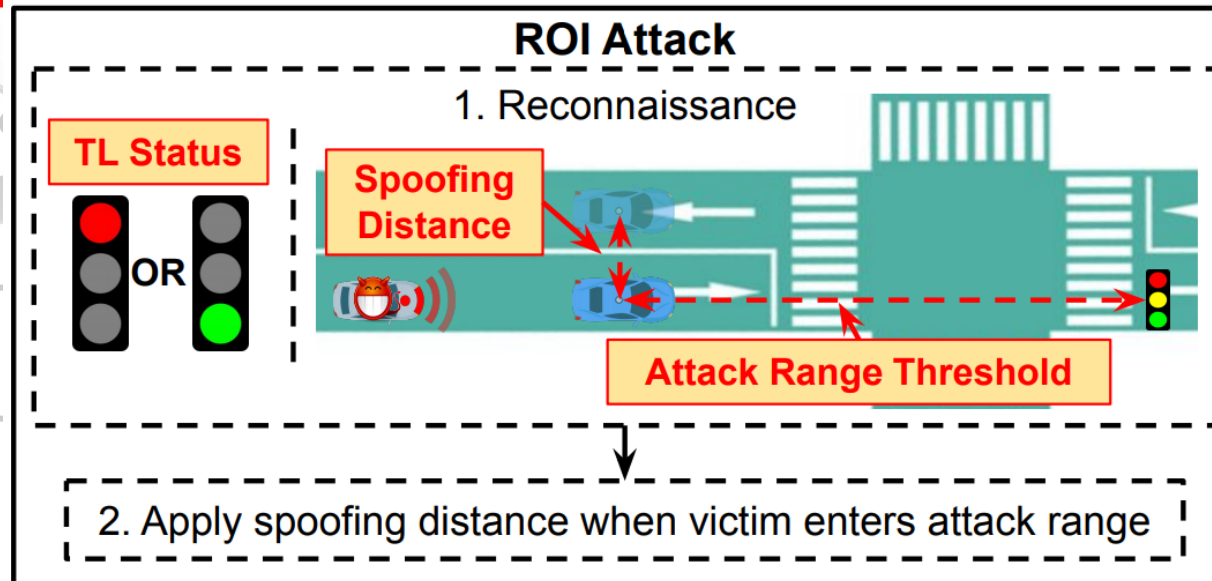 ROI Attack
1. Reconnaissance
TL Status
OR
Spoofing
Distance
Attack Range Threshold
2. Apply spoofing distance when victim enters attack range